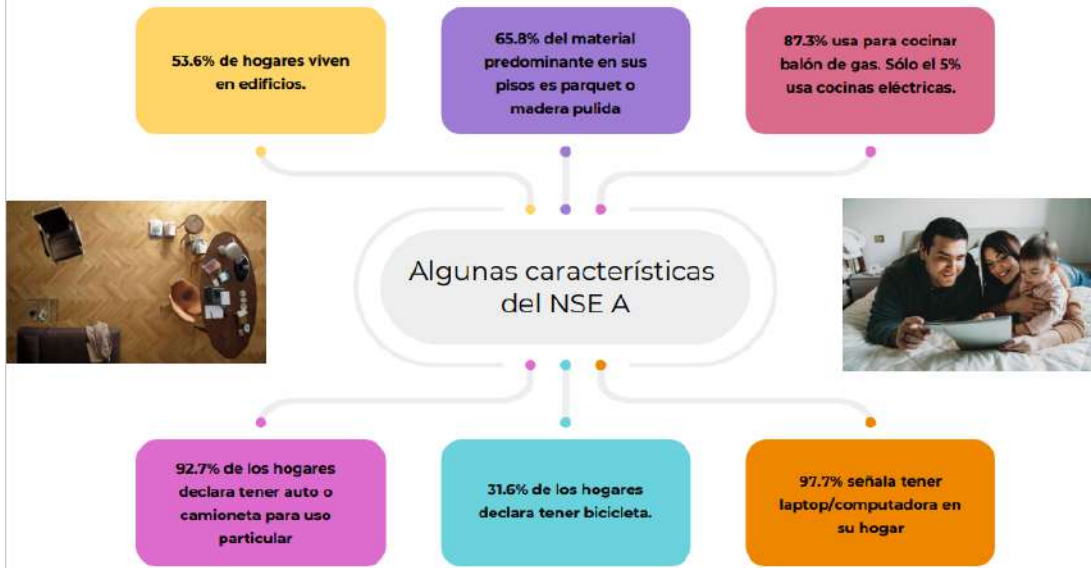 53.6% de hogares viven
en edificios.
65.8% del material
predominante en sus
pisos es parquet o
madera pulida
87.3% usa para cocinar
balón de gas. Sólo el 5%
usa cocinas eléctricas.
Algunas características
del NSE A
92.7% de los hogares
declara tener auto o
camioneta para uso
particular
31.6% de los hogares
declara tener bicicleta.
97.7% señala tener
laptop/computadora en
su hogar